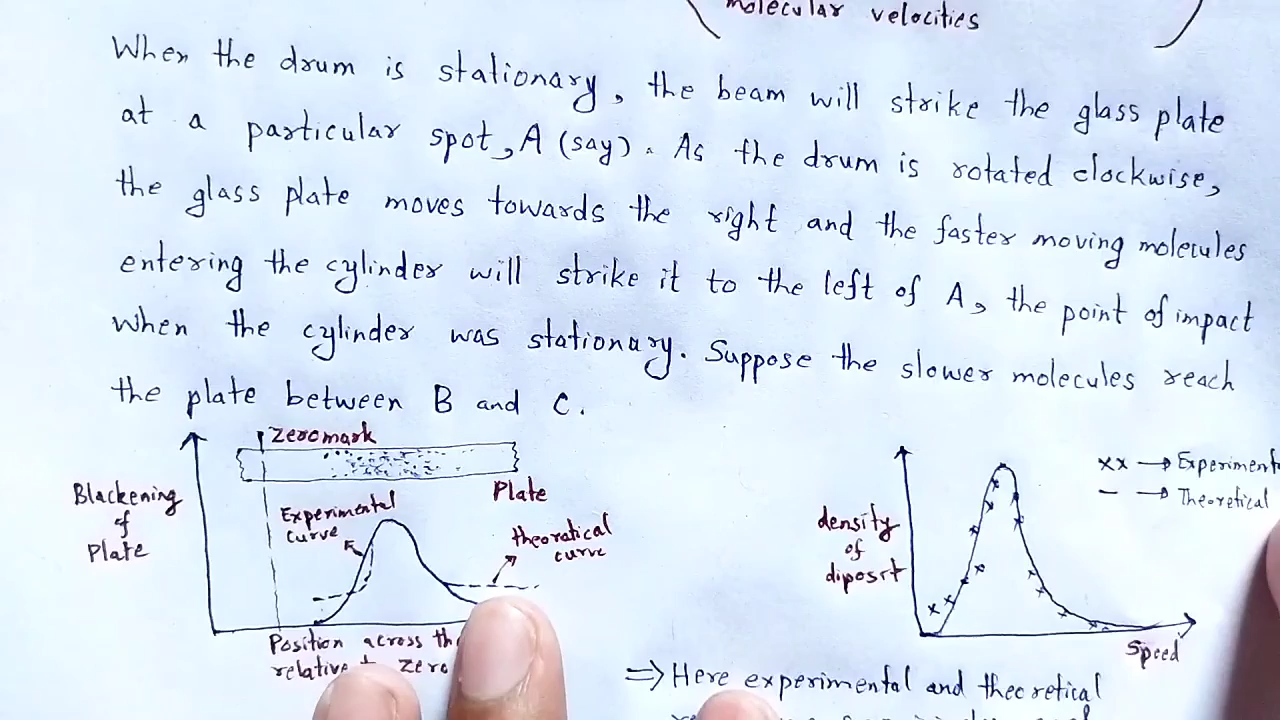 molecular velocities
When the drum is stationary, the beam will strike the glass plate
at a particular spot, A (say). As the drum is rotated clockwise,
the glass plate moves towards the right and the faster moving molecules
entering the cylinder will strike it to the left of A, the point of impact
when the cylinder was stationary. Suppose the slower molecules reach
the plate between B and C.
Zeromark
Blackening
of
Plate
Plate
Experimental
curve
theoratical
curve
Position across the
relative zero
density
of
diposit
xx → Experimental
– → Theoretical
Speed
⇒ Here experimental and theoretical